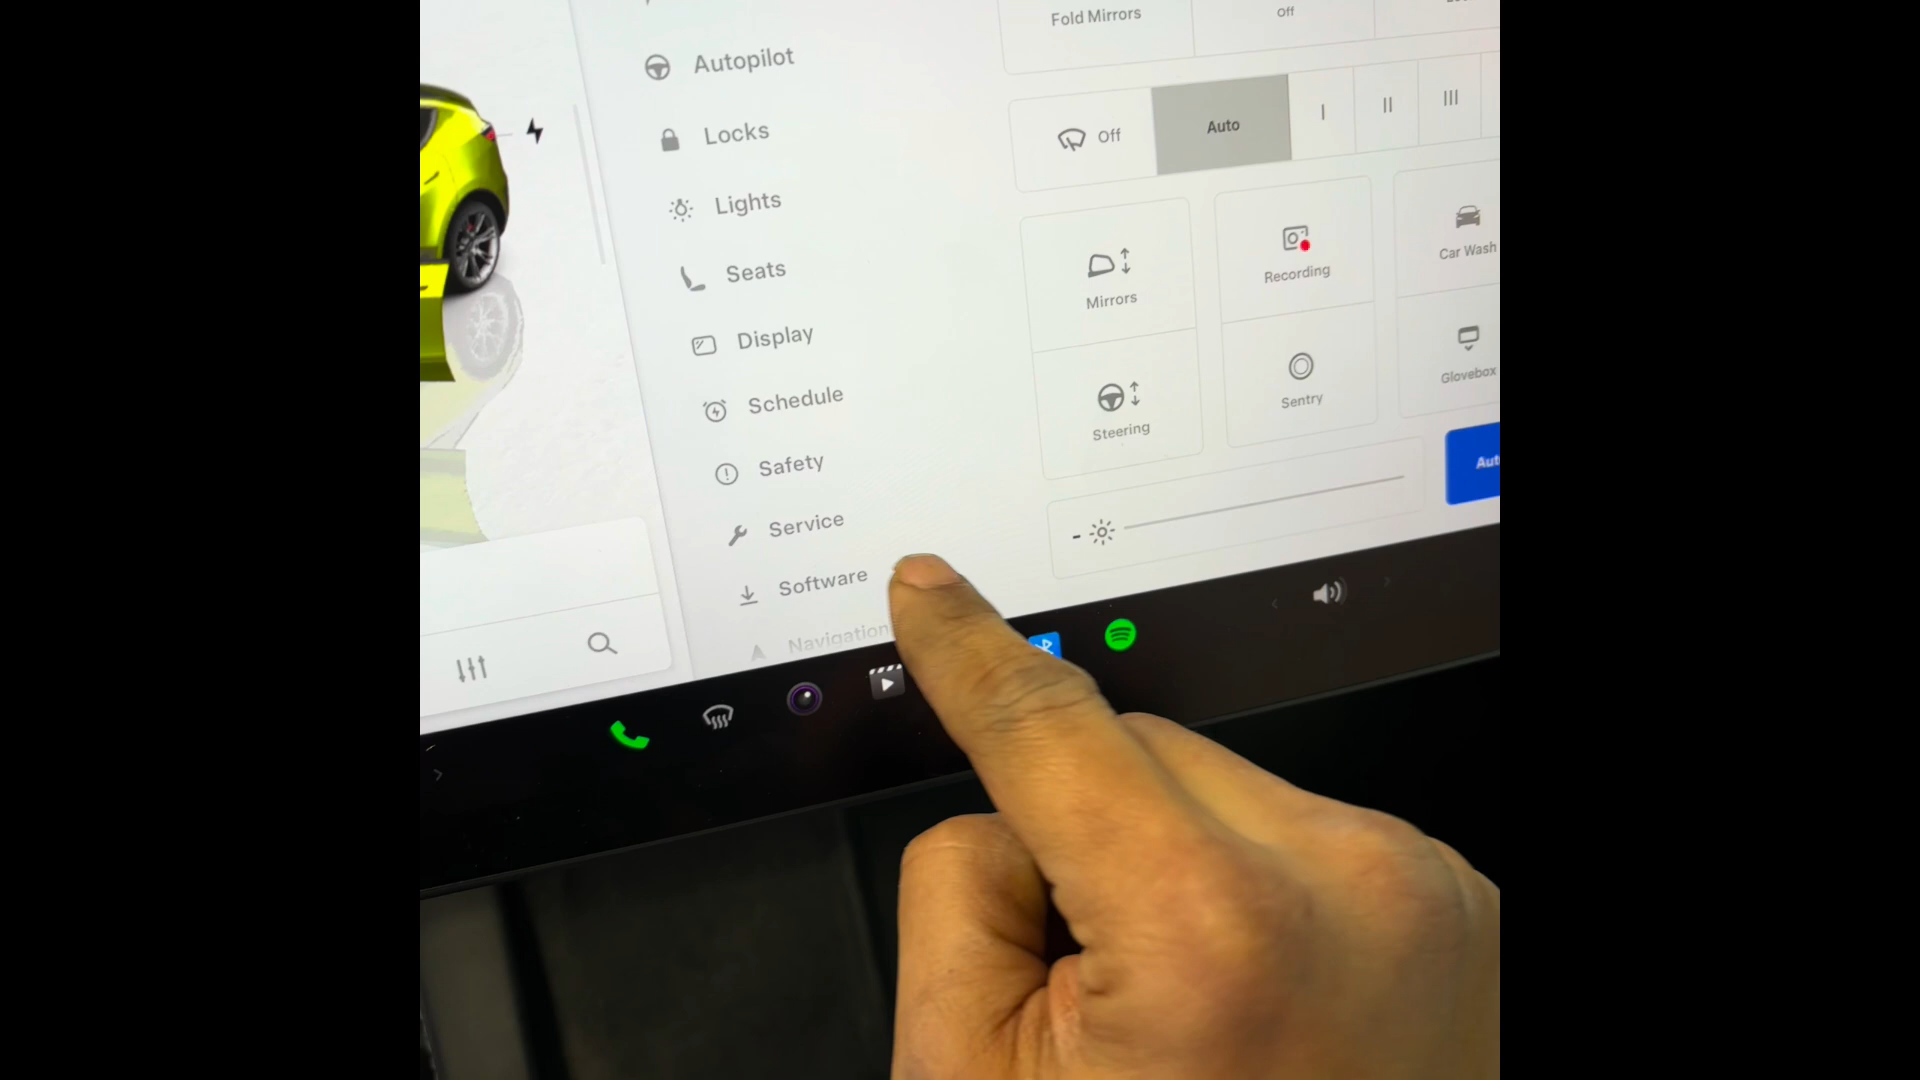 Autopilot
Locks
Lights
Seats
Display
Schedule
Safety
Service
Software
Navigation
Fold Mirrors
Off
Off
Auto
I
II
III
Mirrors
Recording
Car Wash
Steering
Sentry
Glovebox